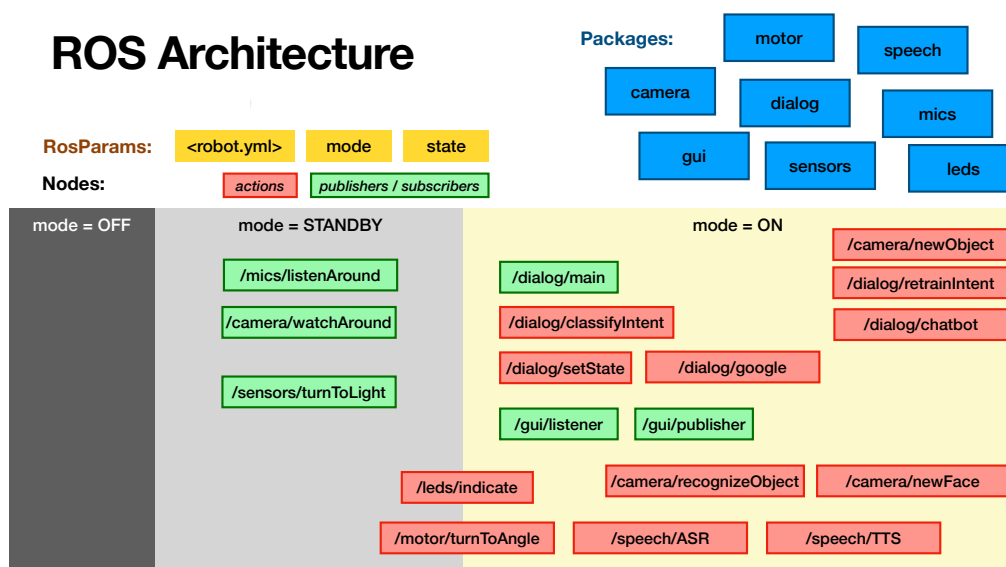 ROS Architecture
Packages:
motor
speech
camera
dialog
mics
gui
sensors
leds
RosParams:
<robot.yml>
mode
state
Nodes:
actions
publishers / subscribers
mode = OFF
mode = STANDBY
mode = ON
/mics/listenAround
/camera/watchAround
/sensors/turnToLight
/dialog/main
/dialog/classifyIntent
/dialog/setState
/dialog/google
/gui/listener
/gui/publisher
/camera/newObject
/dialog/retrainIntent
/dialog/chatbot
/leds/indicate
/camera/recognizeObject
/camera/newFace
/motor/turnToAngle
/speech/ASR
/speech/TTS